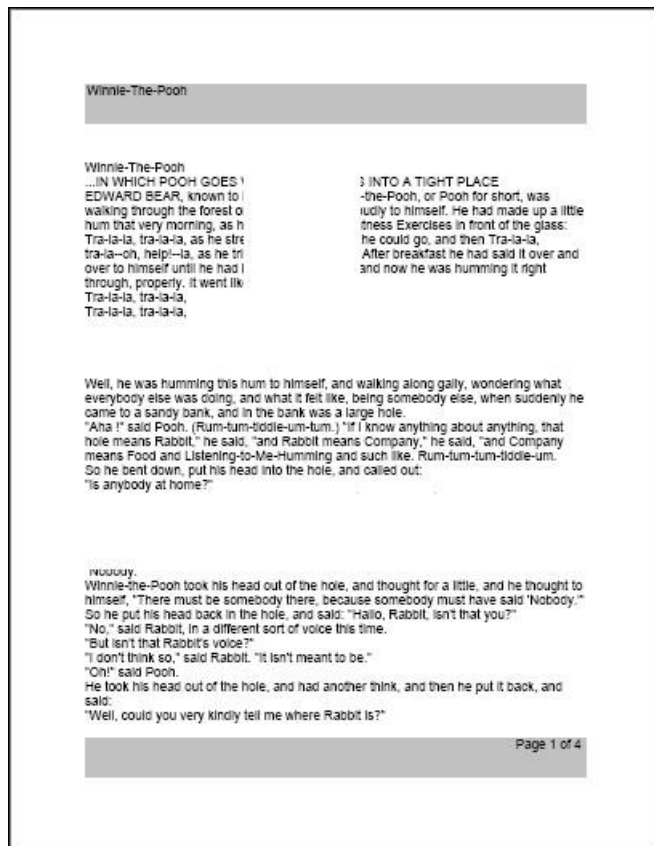 Winnie-The-Pooh
Winnie-The-Pooh
...IN WHICH POOH GOES INTO A TIGHT PLACE
EDWARD BEAR, known to -the-Pooh, or Pooh for short, was
walking through the forest to himself. He had made up a little
hum that very morning, as Exercises in front of the glass:
Tra-la-la, tra-la-la, as he he could go, and then Tra-la-la,
tra-la--oh, help!--la, as he After breakfast he had said it over and
over to himself until he had and now he was humming it right
through, properly. It went
Tra-la-la, tra-la-la,
Tra-la-la, tra-la-la,
Well, he was humming this hum to himself, and walking along gaily, wondering what
everybody else was doing, and what it felt like, being somebody else, when suddenly he
came to a sandy bank, and in the bank was a large hole.
"Aha !" said Pooh. (Rum-tum-tiddle-um-tum.) "If I know anything about anything, that
hole means Rabbit," he said, "and Rabbit means Company," he said, "and Company
means Food and Listening-to-Me-Humming and such like. Rum-tum-tum-tiddle-um.
So he bent down, put his head into the hole, and called out:
"Is anybody at home?"
"Nobody.
Winnie-the-Pooh took his head out of the hole, and thought for a little, and he thought to
himself, "There must be somebody there, because somebody must have said 'Nobody.'"
So he put his head back in the hole, and said: "Hallo, Rabbit, isn't that you?"
"No," said Rabbit, in a different sort of voice this time.
"But isn't that Rabbit's voice?"
"I don't think so," said Rabbit. "It isn't meant to be."
"Oh!" said Pooh.
He took his head out of the hole, and had another think, and then he put it back, and
said:
"Well, could you very kindly tell me where Rabbit is?"
Page 1 of 4